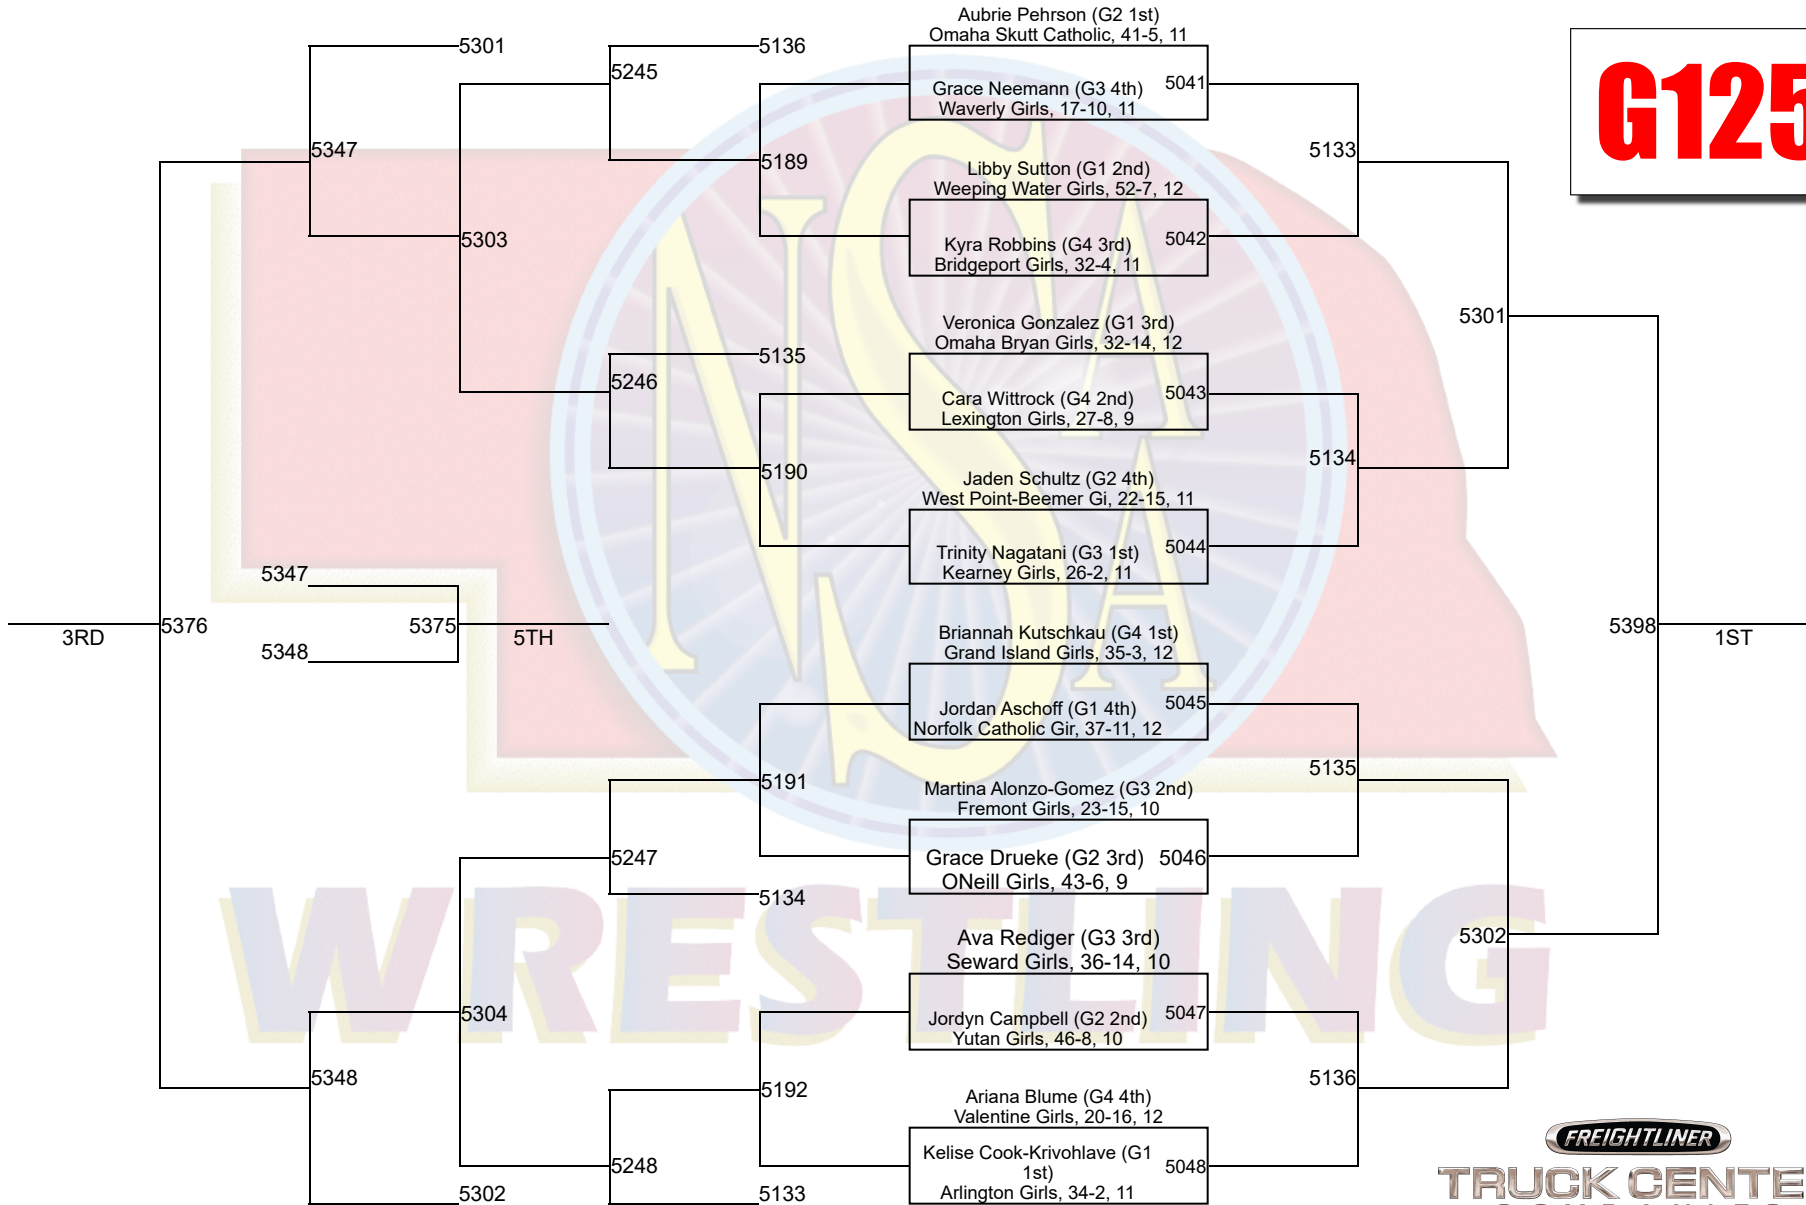 Aubrie Pehrson (G2 1st)
Omaha Skutt Catholic, 41-5, 11
Grace Neemann (G3 4th)
Waverly Girls, 17-10, 11
Libby Sutton (G1 2nd)
Weeping Water Girls, 52-7, 12
Kyra Robbins (G4 3rd)
Bridgeport Girls, 32-4, 11
Veronica Gonzalez (G1 3rd)
Omaha Bryan Girls, 32-14, 12
Cara Wittrock (G4 2nd)
Lexington Girls, 27-8, 9
Jaden Schultz (G2 4th)
West Point-Beemer Gi, 22-15, 11
Trinity Nagatani (G3 1st)
Kearney Girls, 26-2, 11
Briannah Kutschkau (G4 1st)
Grand Island Girls, 35-3, 12
Jordan Aschoff (G1 4th)
Norfolk Catholic Gir, 37-11, 12
Martina Alonzo-Gomez (G3 2nd)
Fremont Girls, 23-15, 10
Grace Drueke (G2 3rd)
ONeill Girls, 43-6, 9
Ava Rediger (G3 3rd)
Seward Girls, 36-14, 10
Jordyn Campbell (G2 2nd)
Yutan Girls, 46-8, 10
Ariana Blume (G4 4th)
Valentine Girls, 20-16, 12
Kelise Cook-Krivohlave (G1
1st)
Arlington Girls, 34-2, 11
5041
5042
5043
5044
5045
5046
5047
5048
5133
5134
5135
5136
5301
5302
5398
1ST
5136
5189
5135
5190
5191
5134
5192
5133
5245
5246
5247
5248
5301
5303
5304
5302
5347
5348
5347
5348
5375
5TH
5376
3RD
G125
NSAA
WRESTLING
FREIGHTLINER
TRUCK CENTE